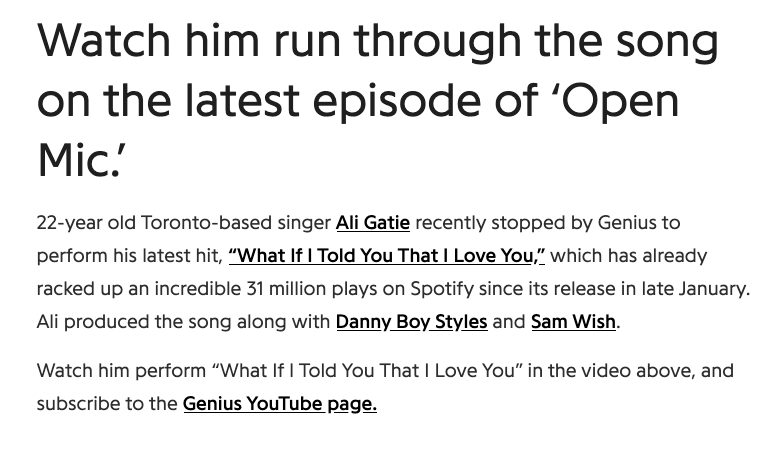 Watch him run through the song
on the latest episode of ‘Open
Mic.’
22-year old Toronto-based singer Ali Gatie recently stopped by Genius to
perform his latest hit, “What If I Told You That I Love You,” which has already
racked up an incredible 31 million plays on Spotify since its release in late January.
Ali produced the song along with Danny Boy Styles and Sam Wish.
Watch him perform “What If I Told You That I Love You” in the video above, and
subscribe to the Genius YouTube page.